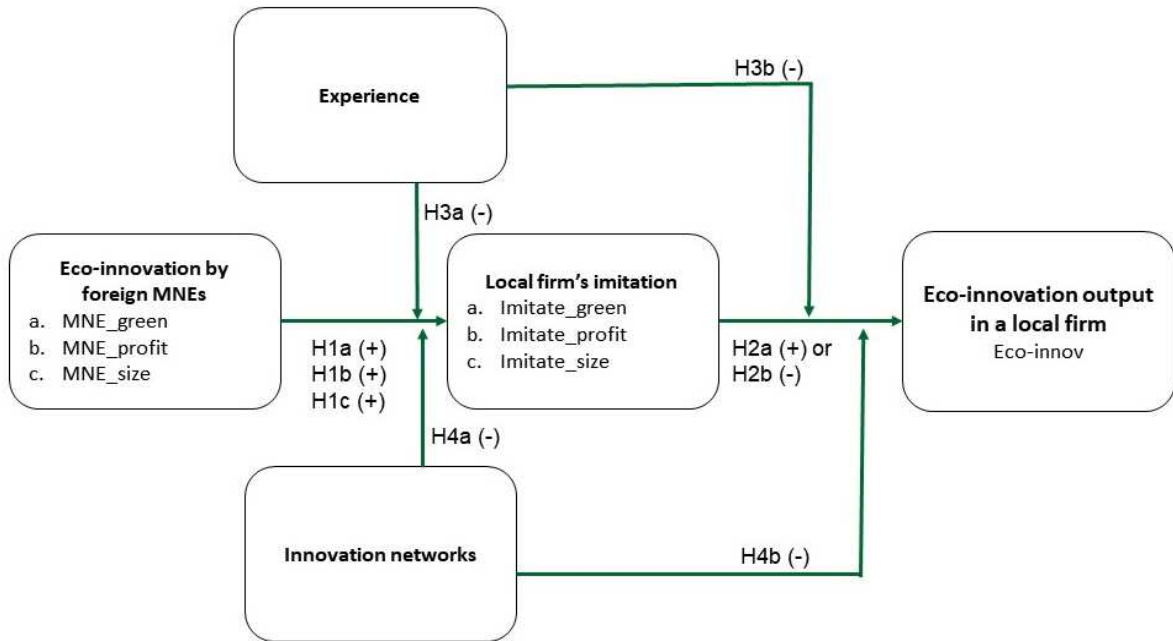 Experience
H3b (-)
H3a (-)
Eco-innovation by
foreign MNEs
a. MNE_green
b. MNE_profit
c. MNE_size
H1a (+)
H1b (+)
H1c (+)
Local firm's imitation
a. Imitate_green
b. Imitate_profit
c. Imitate_size
H2a (+) or
H2b (-)
Eco-innovation output
in a local firm
Eco-innov
H4a (-)
Innovation networks
H4b (-)